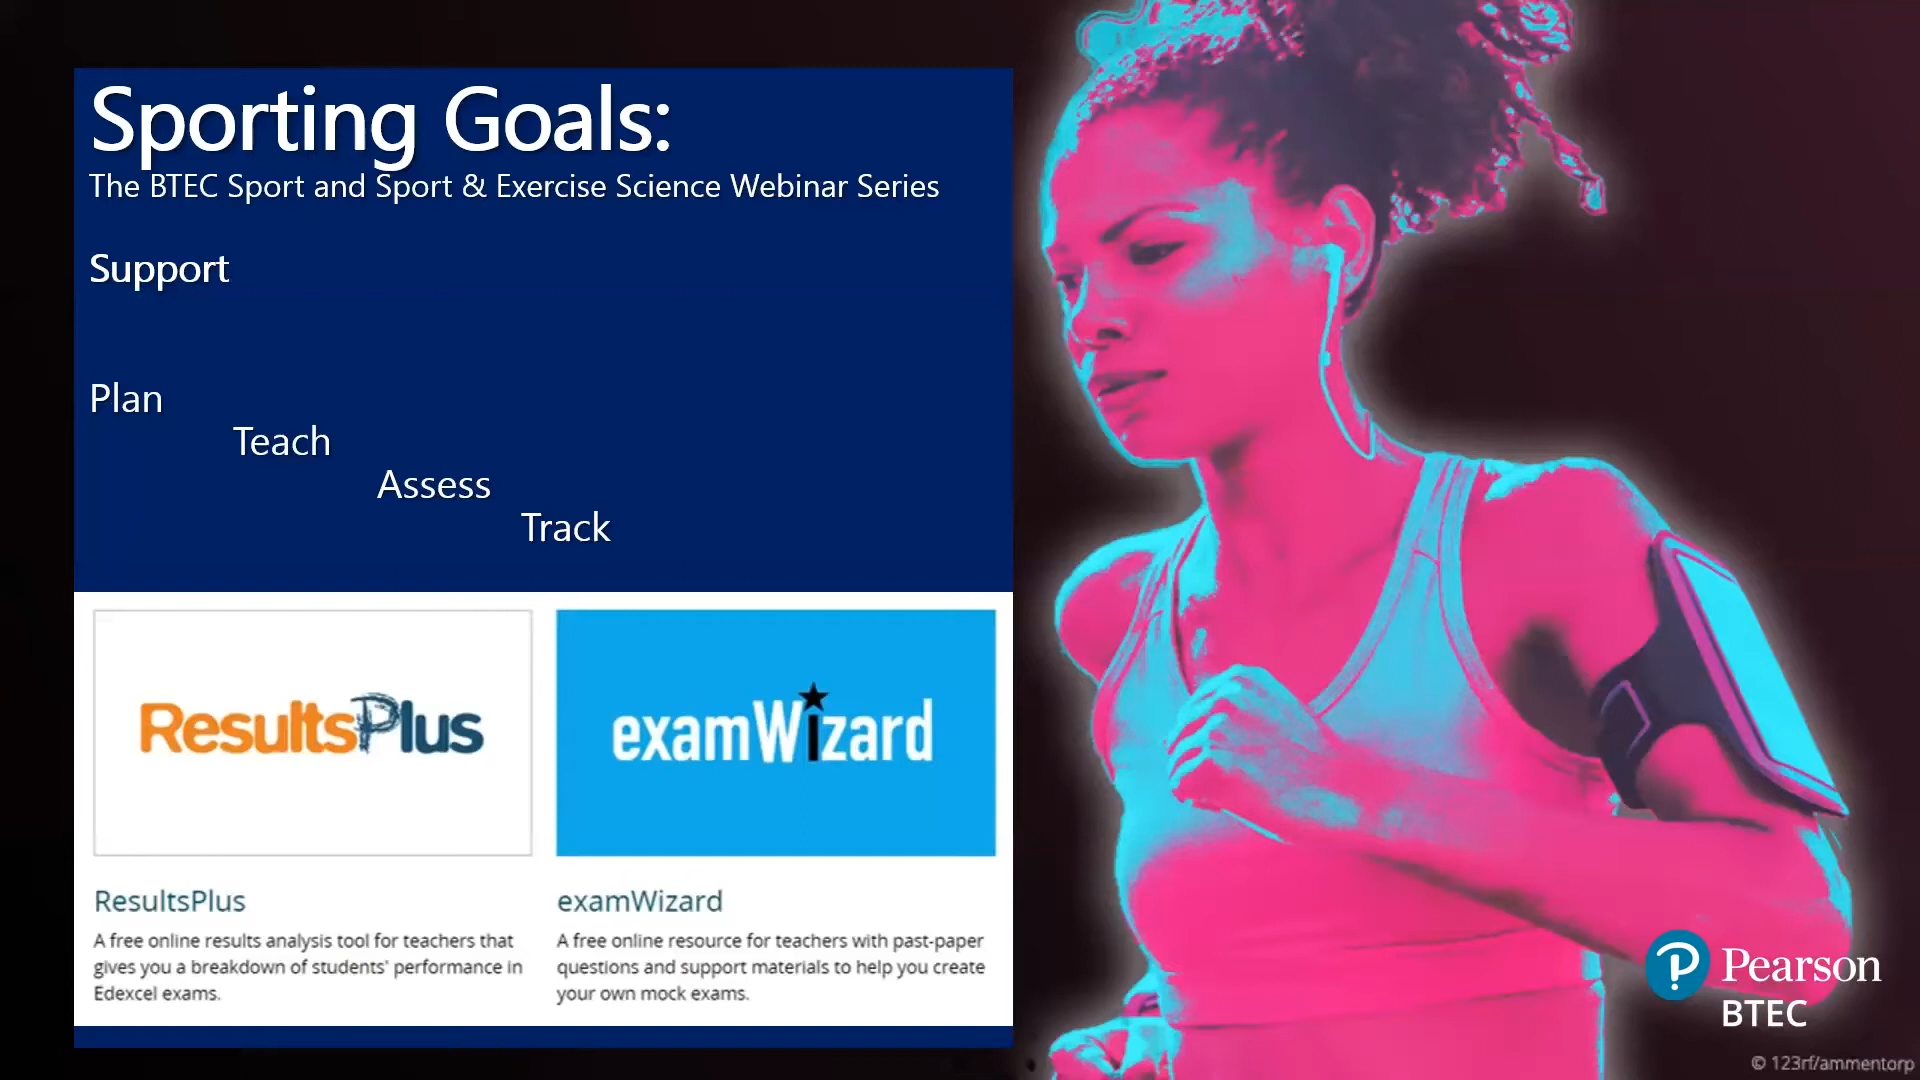 Sporting Goals:
The BTEC Sport and Sport & Exercise Science Webinar Series
Support
Plan
Teach
Assess
Track
ResultsPlus
examWizard
ResultsPlus
A free online results analysis tool for teachers that
gives you a breakdown of students' performance in
Edexcel exams.
examWizard
A free online resource for teachers with past-paper
questions and support materials to help you create
your own mock exams.
Pearson
BTEC
© 123rf/ammentorp